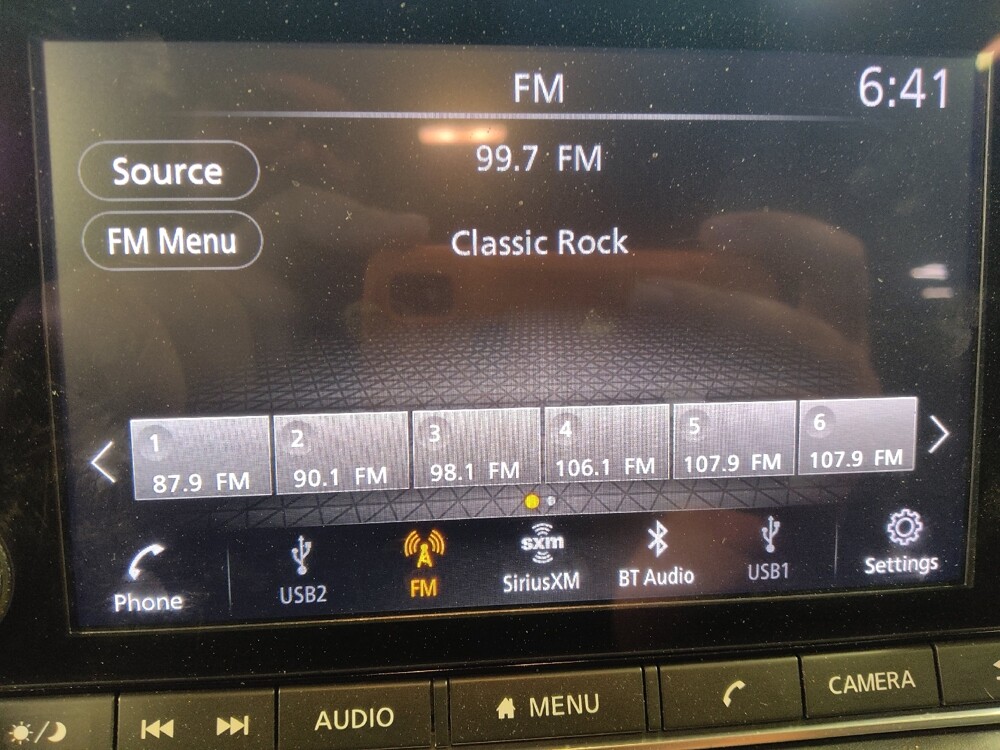 FM
6:41
Source
99.7 FM
FM Menu
Classic Rock
1
87.9 FM
2
90.1 FM
3
98.1 FM
4
106.1 FM
5
107.9 FM
6
107.9 FM
Phone
USB2
FM
sxm
SiriusXM
BT Audio
USB1
Settings
AUDIO
MENU
CAMERA